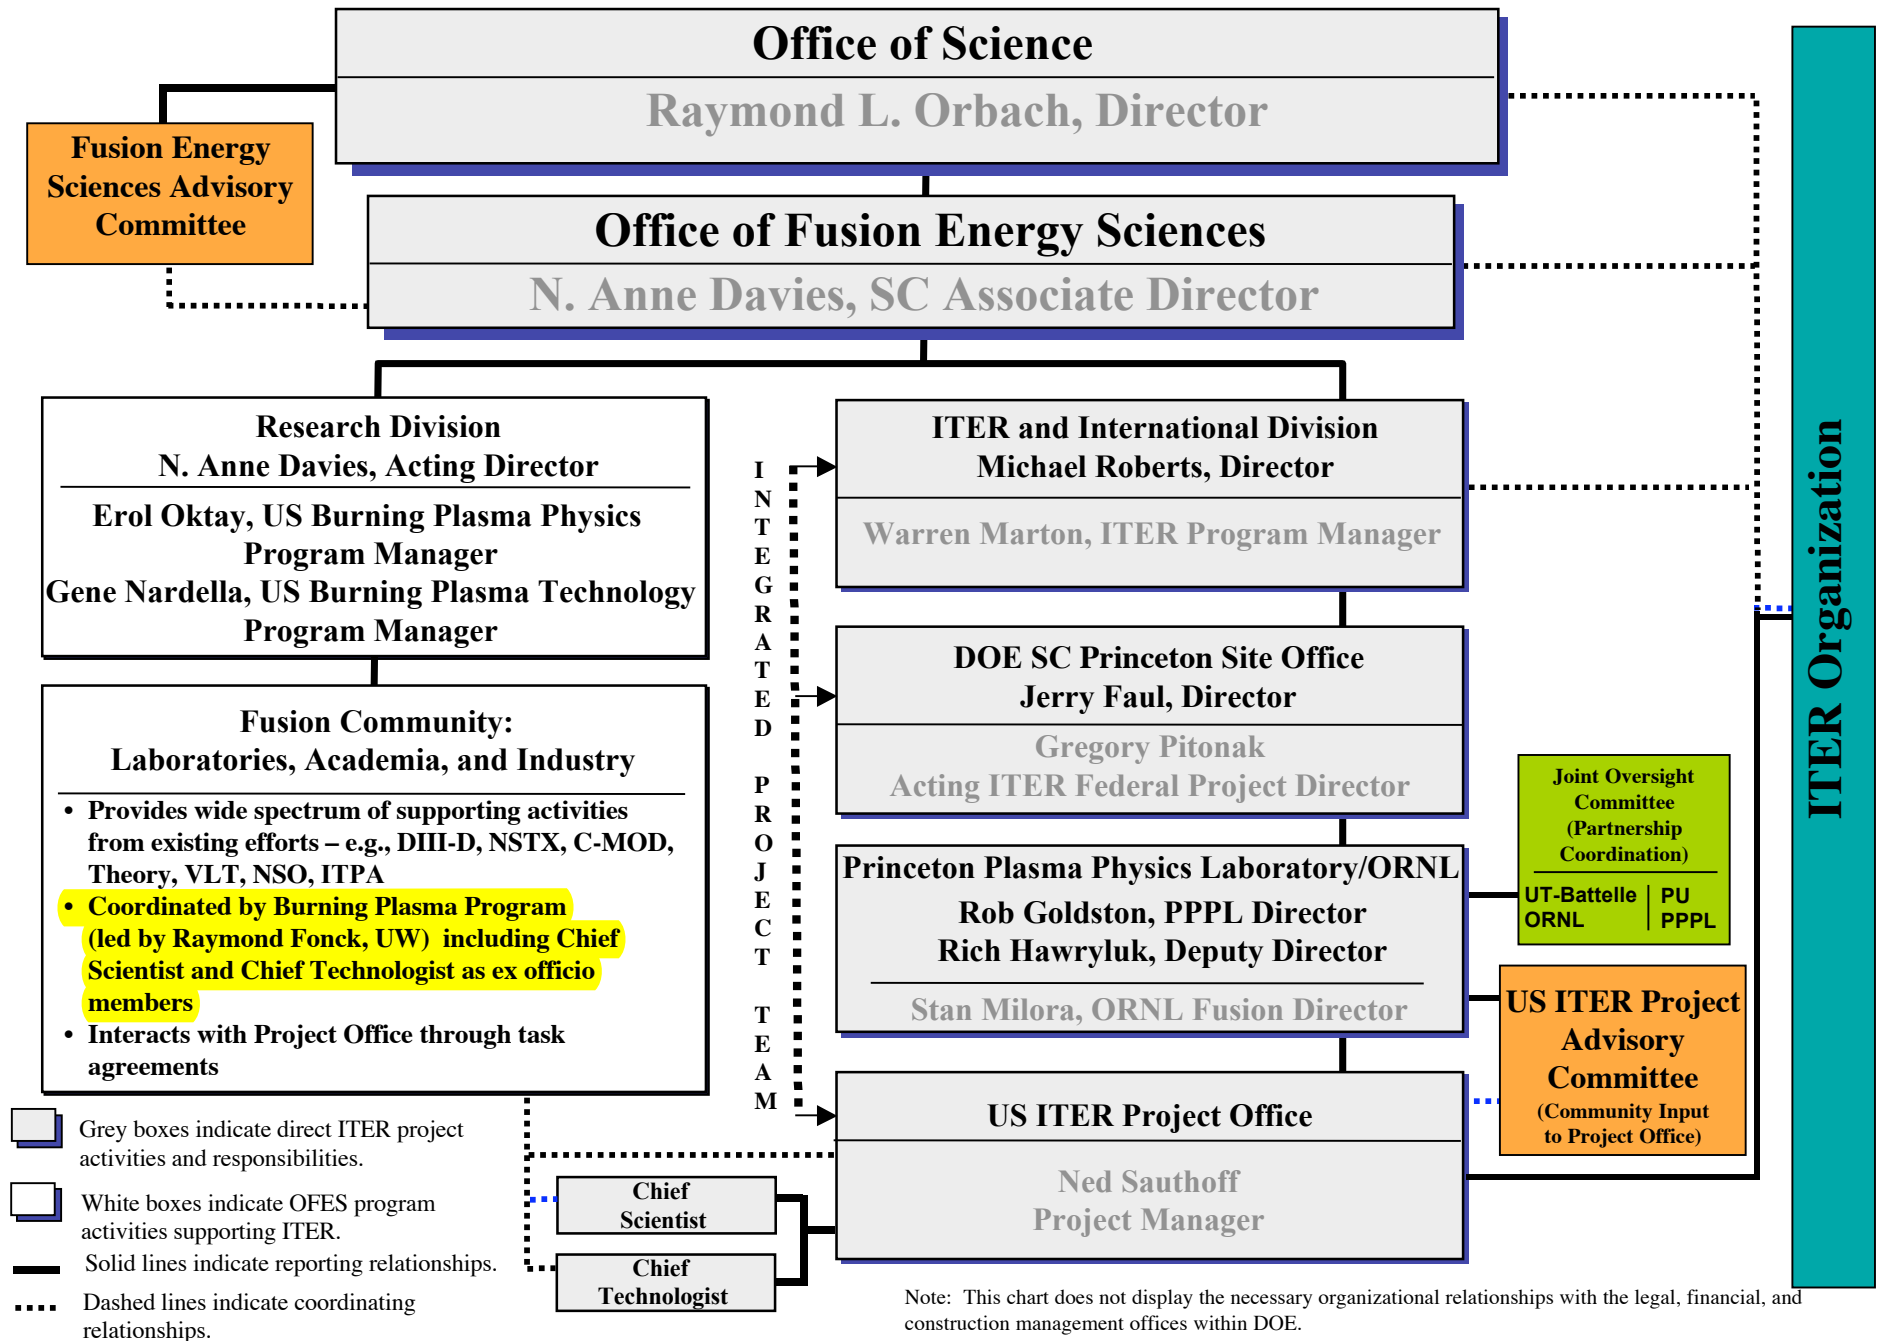 Office of Science
Raymond L. Orbach, Director
Fusion Energy
Sciences Advisory
Committee
Office of Fusion Energy Sciences
N. Anne Davies, SC Associate Director
Research Division
N. Anne Davies, Acting Director
Erol Oktay, US Burning Plasma Physics
Program Manager
Gene Nardella, US Burning Plasma Technology
Program Manager
Fusion Community:
Laboratories, Academia, and Industry
• Provides wide spectrum of supporting activities
from existing efforts – e.g., DIII-D, NSTX, C-MOD,
Theory, VLT, NSO, ITPA
• Coordinated by Burning Plasma Program
(led by Raymond Fonck, UW) including Chief
Scientist and Chief Technologist as ex officio
members
• Interacts with Project Office through task
agreements
INTEGRATED PROJECT TEAM
ITER and International Division
Michael Roberts, Director
Warren Marton, ITER Program Manager
DOE SC Princeton Site Office
Jerry Faul, Director
Gregory Pitonak
Acting ITER Federal Project Director
Princeton Plasma Physics Laboratory/ORNL
Rob Goldston, PPPL Director
Rich Hawryluk, Deputy Director
Stan Milora, ORNL Fusion Director
US ITER Project Office
Ned Sauthoff
Project Manager
Chief
Scientist
Chief
Technologist
Joint Oversight
Committee
(Partnership
Coordination)
UT-Battelle PU
ORNL PPPL
US ITER Project
Advisory
Committee
(Community Input
to Project Office)
ITER Organization
Grey boxes indicate direct ITER project
activities and responsibilities.
White boxes indicate OFES program
activities supporting ITER.
Solid lines indicate reporting relationships.
Dashed lines indicate coordinating
relationships.
Note: This chart does not display the necessary organizational relationships with the legal, financial, and
construction management offices within DOE.